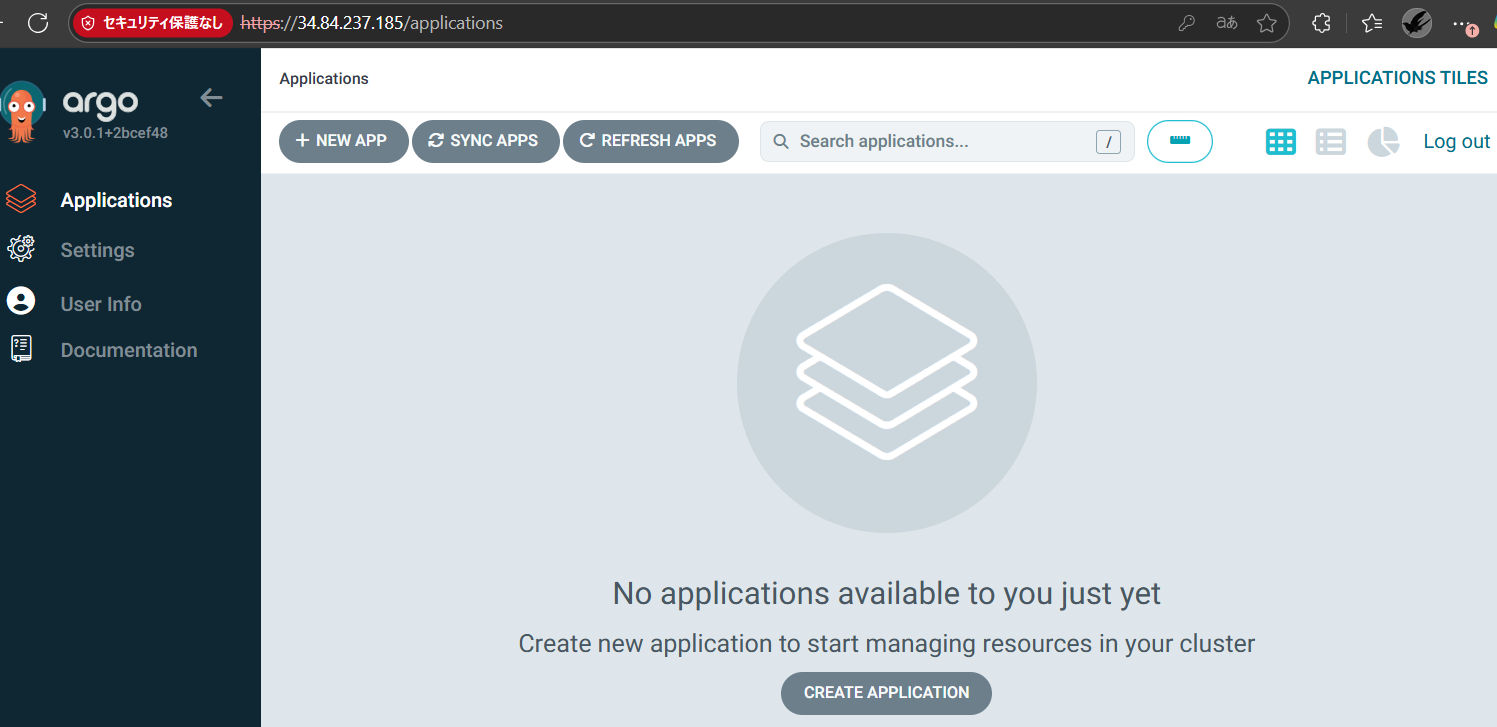 セキュリティ保護なし https://34.84.237.185/applications あ
argo
v3.0.1+2bcef48
Applications
Settings
User Info
Documentation
Applications
APPLICATIONS TILES
+ NEW APP
SYNC APPS
REFRESH APPS
Search applications...
/
Log out
No applications available to you just yet
Create new application to start managing resources in your cluster
CREATE APPLICATION